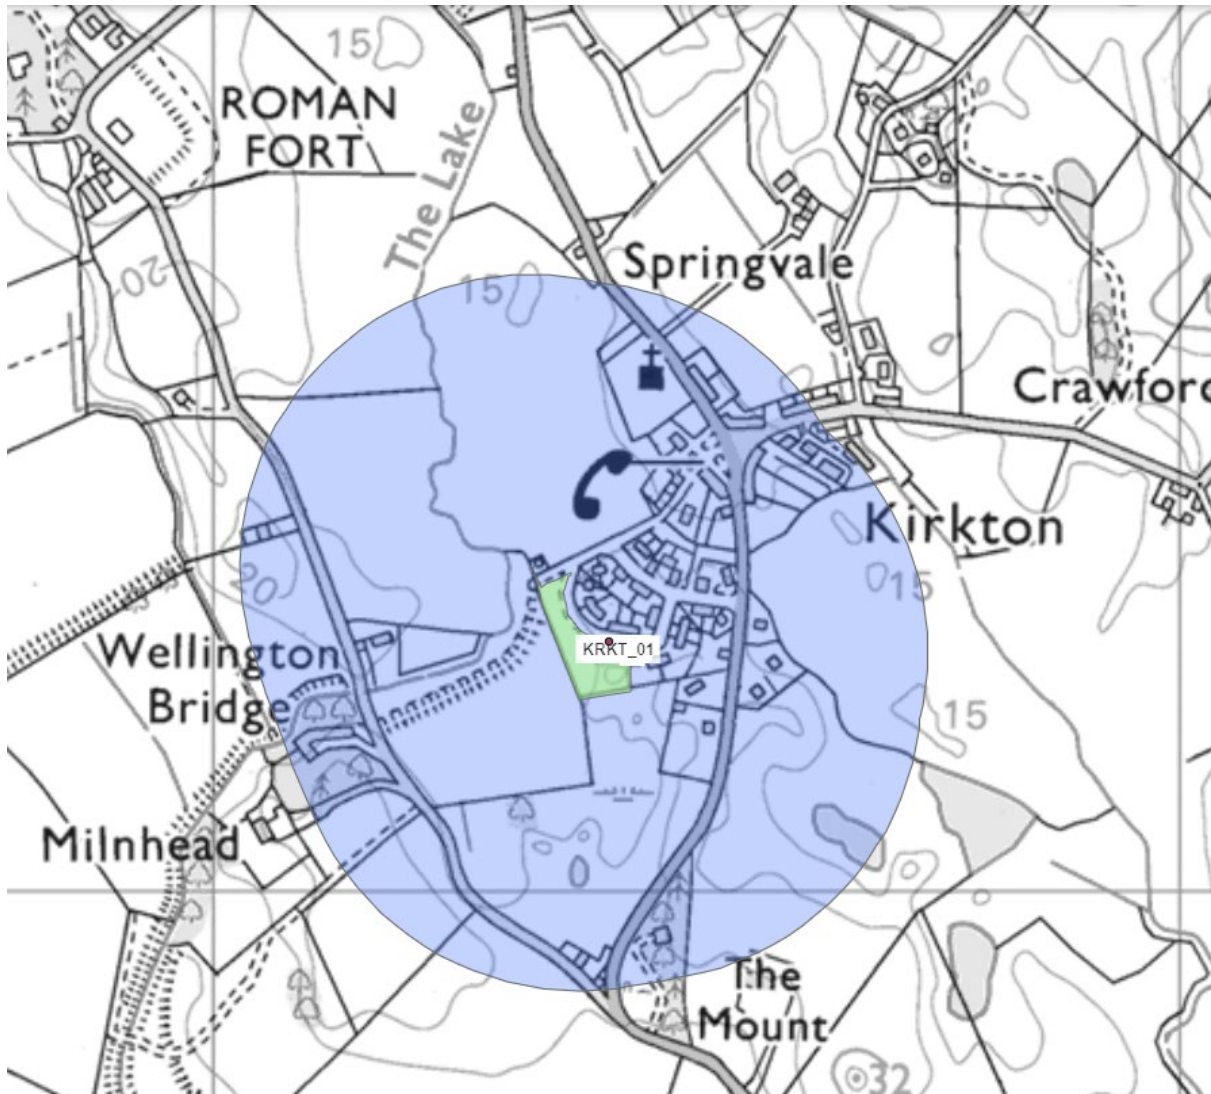 15
ROMAN
FORT
The Lake
Springvale
20
15
Crawford
Kirkton
15
20
KRKT_01
Wellington
Bridge
15
Milnhead
The
Mount
32